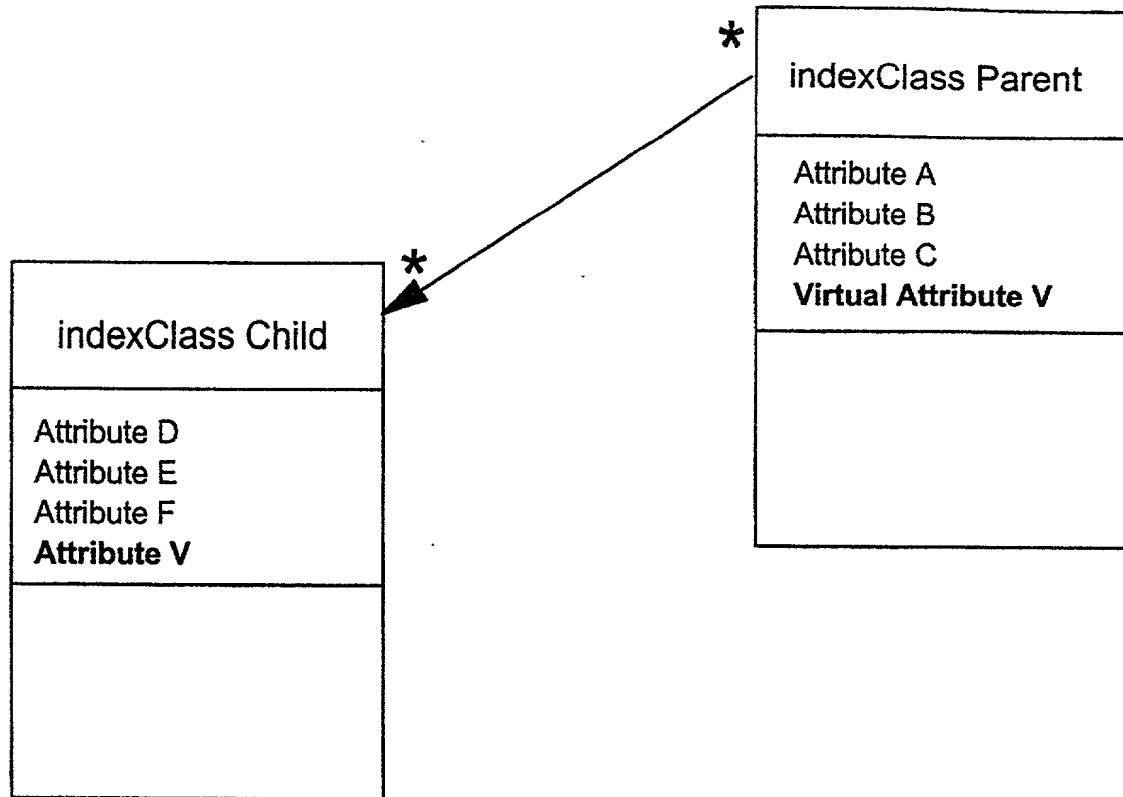 *
indexClass Parent
Attribute A
Attribute B
Attribute C
Virtual Attribute V
*
indexClass Child
Attribute D
Attribute E
Attribute F
Attribute V